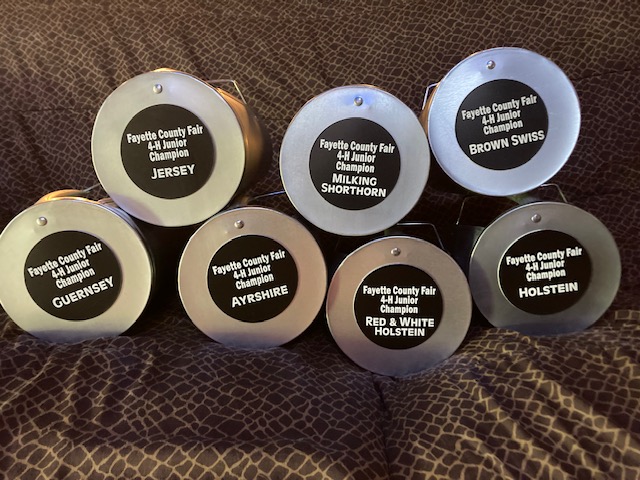 Fayette County Fair
4-H Junior
Champion
JERSEY
Fayette County Fair
4-H Junior
Champion
MILKING
SHORTHORN
Fayette County Fair
4-H Junior
Champion
BROWN SWISS
Fayette County Fair
4-H Junior
Champion
GUERNSEY
Fayette County Fair
4-H Junior
Champion
AYRSHIRE
Fayette County Fair
4-H Junior
Champion
RED & WHITE
HOLSTEIN
Fayette County Fair
4-H Junior
Champion
HOLSTEIN